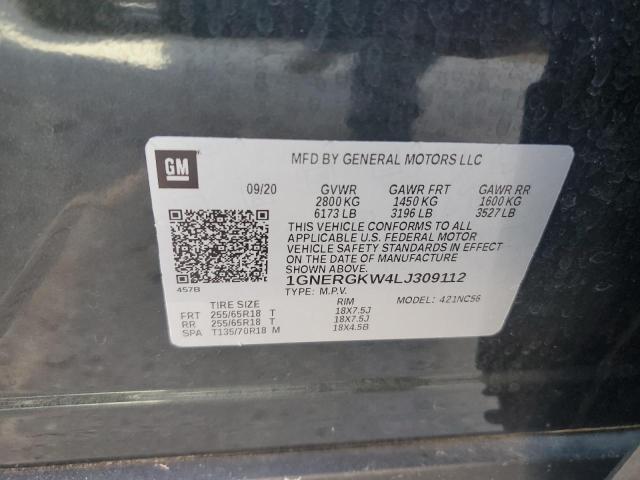 GM
MFD BY GENERAL MOTORS LLC
09/20 GVWR GAWR FRT GAWR RR
2800 KG 1450 KG 1600 KG
6173 LB 3196 LB 3527 LB
THIS VEHICLE CONFORMS TO ALL
APPLICABLE U.S. FEDERAL MOTOR
VEHICLE SAFETY STANDARDS IN EFFECT
ON THE DATE OF MANUFACTURE
SHOWN ABOVE.
457B
1GNERGKW4LJ309112
TYPE: M.P.V. MODEL: 421NC56
TIRE SIZE RIM
FRT 255/65R18 T 18X7.5J
RR 255/65R18 T 18X7.5J
SPA T135/70R18 M 18X4.5B